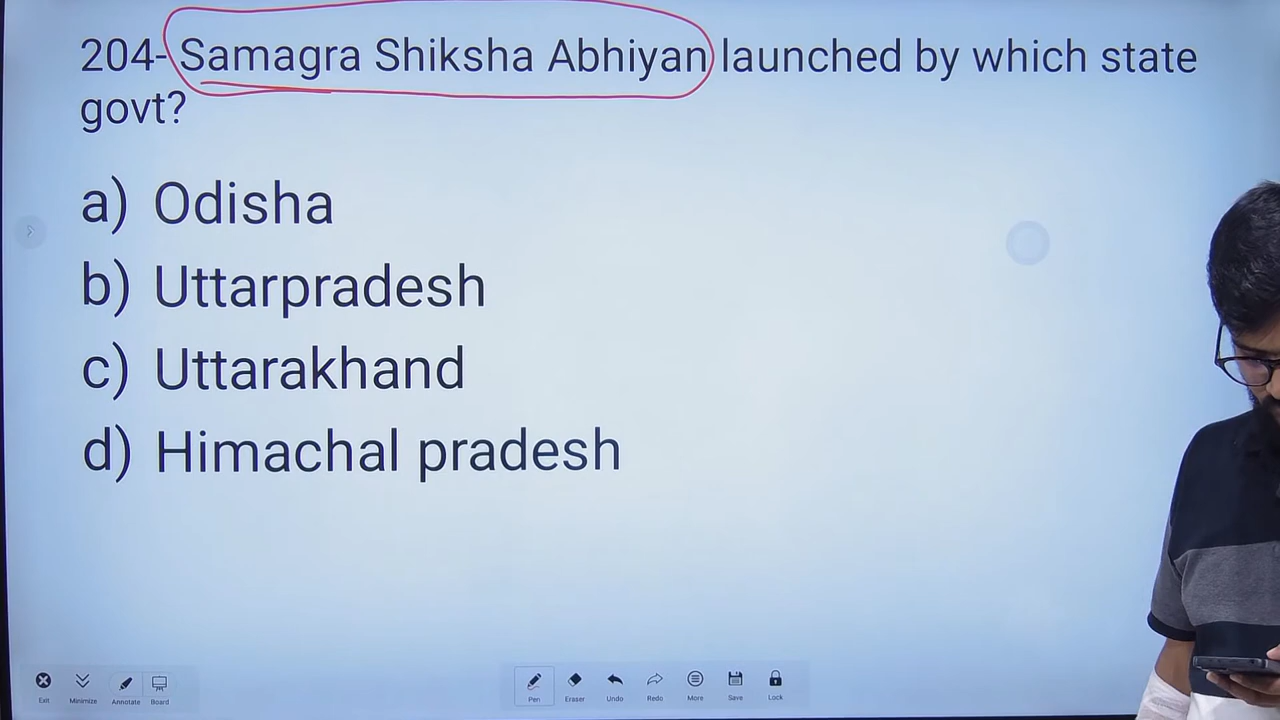 204- Samagra Shiksha Abhiyan launched by which state
govt?
a) Odisha
b) Uttarpradesh
c) Uttarakhand
d) Himachal pradesh
Exit
Minimize
Annotate
Board
Pen
Eraser
Undo
Redo
More
Save
Lock